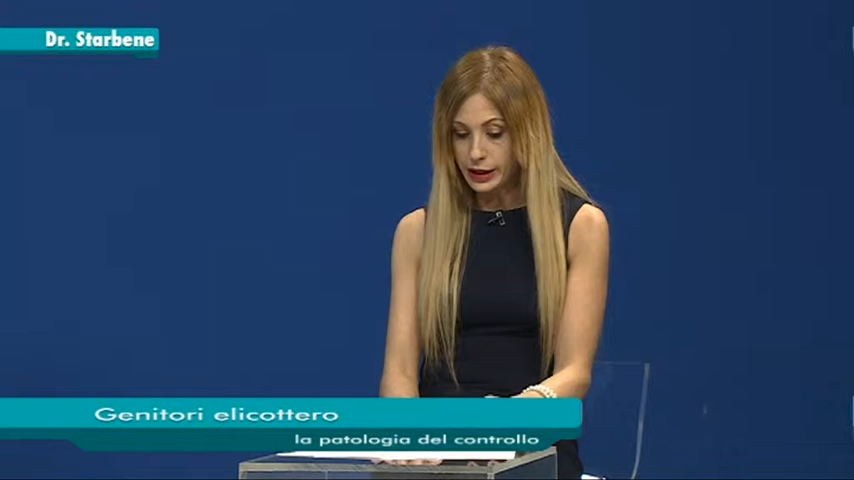 Dr. Starbene
Genitori elicottero
la patologia del controllo